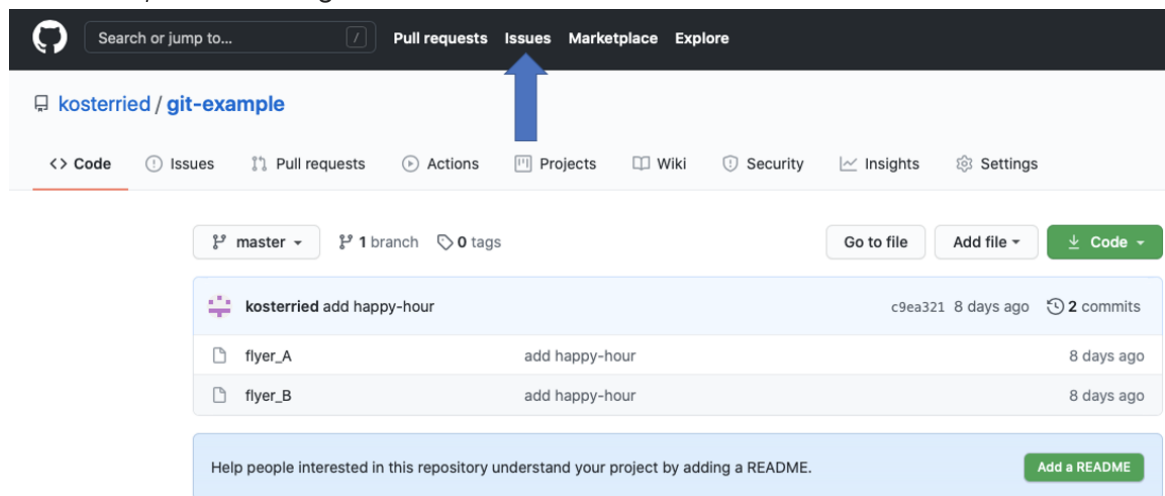 Search or jump to... / Pull requests Issues Marketplace Explore
kosterried / git-example
<> Code Issues Pull requests Actions Projects Wiki Security Insights Settings
master 1 branch 0 tags Go to file Add file Code
kosterried add happy-hour c9ea321 8 days ago 2 commits
flyer_A add happy-hour 8 days ago
flyer_B add happy-hour 8 days ago
Help people interested in this repository understand your project by adding a README. Add a README